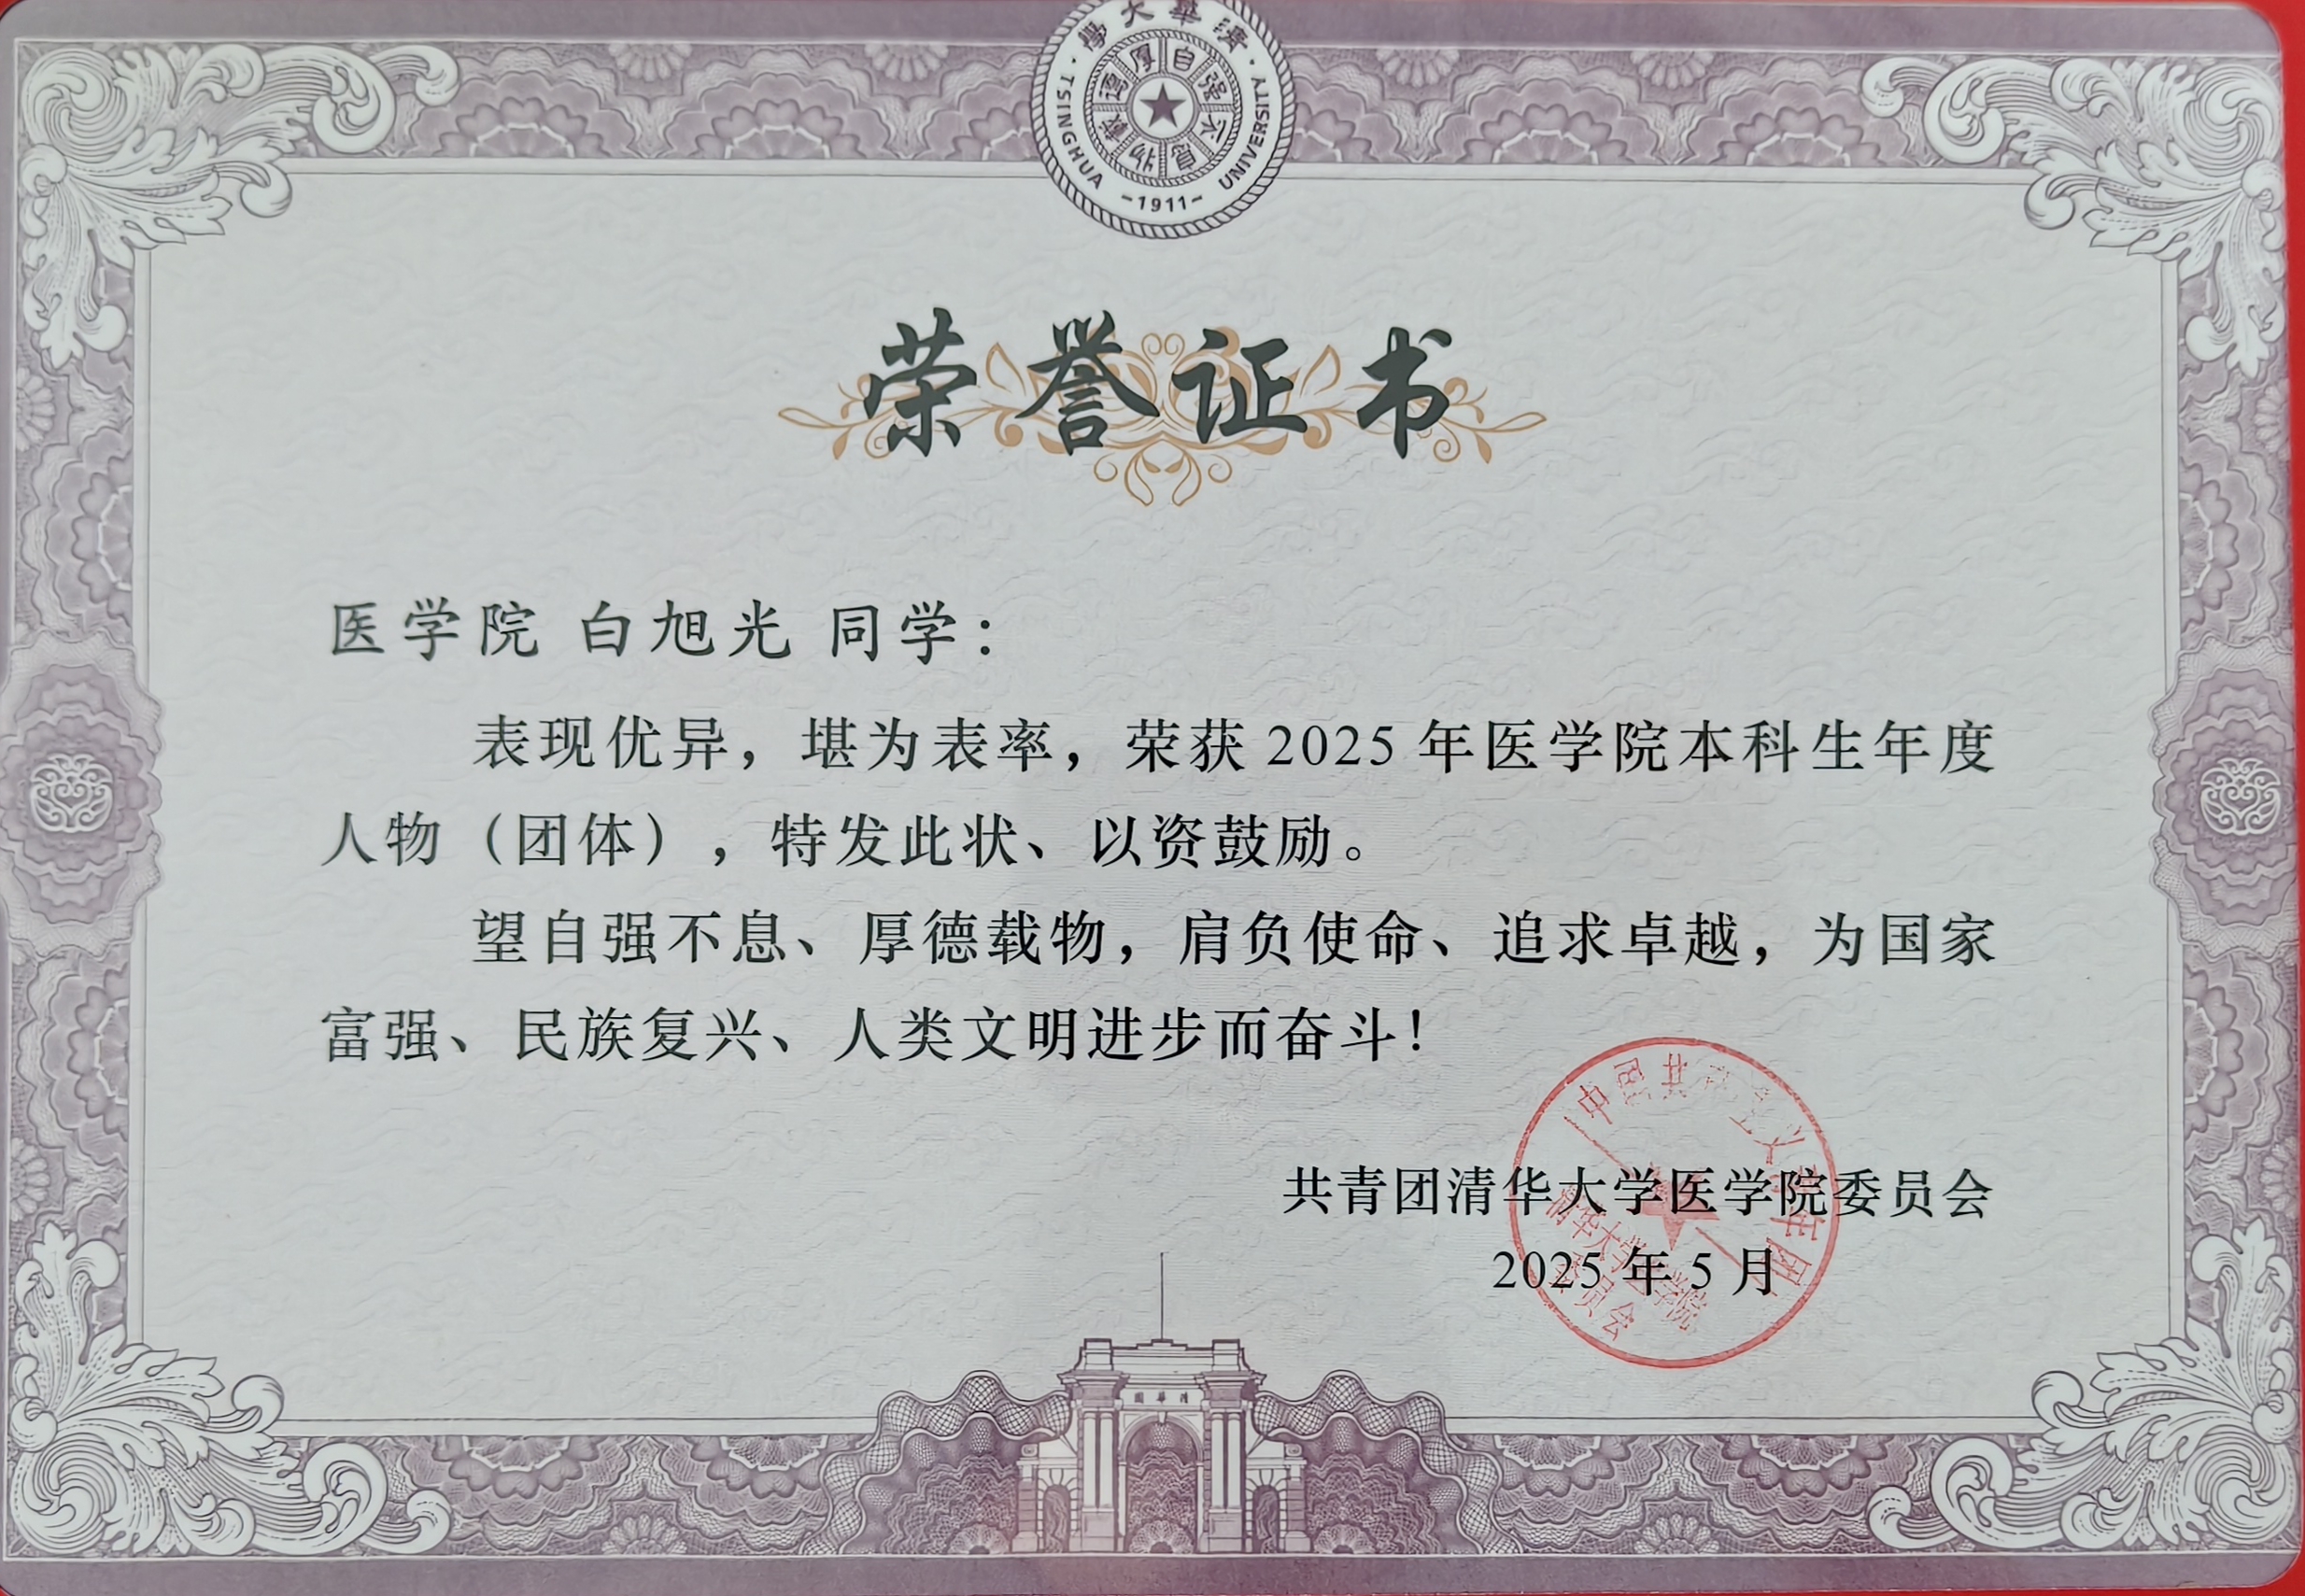 學大華清
自强不息
厚德载物
TSINGHUA UNIVERSITY
~1911~
荣誉证书
医学院 白旭光 同学：
表现优异，堪为表率，荣获 2025 年医学院本科生年度
人物（团体），特发此状、以资鼓励。
望自强不息、厚德载物，肩负使命、追求卓越，为国家
富强、民族复兴、人类文明进步而奋斗！
共青团清华大学医学院委员会
2025 年 5 月
中国共产主义青年团
清华大学医学院
委员会
園華清